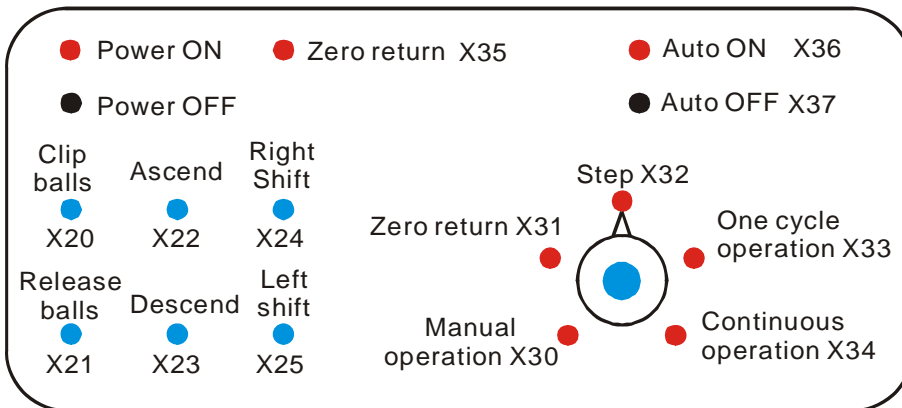 Power ON
Zero return X35
Auto ON X36
Power OFF
Auto OFF X37
Clip
balls
X20
Ascend
X22
Right
Shift
X24
Release
balls
X21
Descend
X23
Left
shift
X25
Step X32
Zero return X31
One cycle
operation X33
Manual
operation X30
Continuous
operation X34